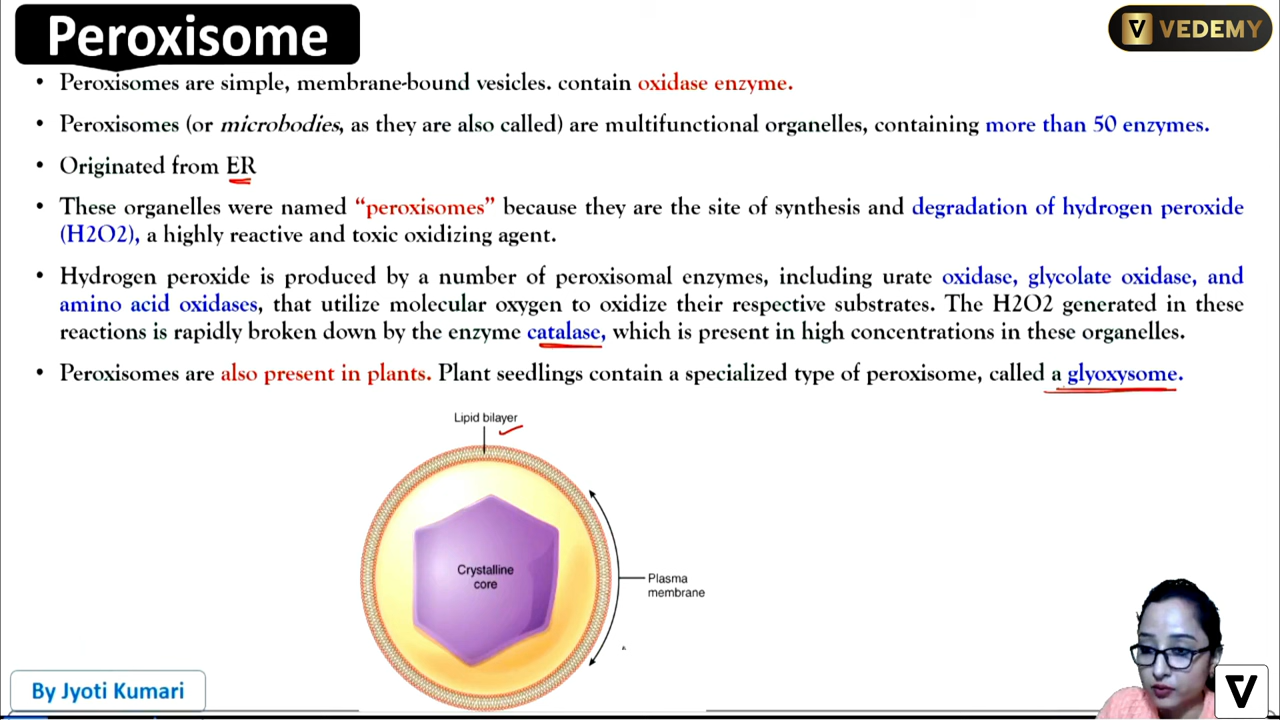 Peroxisome
VEDEMY
• Peroxisomes are simple, membrane-bound vesicles. contain oxidase enzyme.
• Peroxisomes (or microbodies, as they are also called) are multifunctional organelles, containing more than 50 enzymes.
• Originated from ER
• These organelles were named “peroxisomes” because they are the site of synthesis and degradation of hydrogen peroxide
(H2O2), a highly reactive and toxic oxidizing agent.
• Hydrogen peroxide is produced by a number of peroxisomal enzymes, including urate oxidase, glycolate oxidase, and
amino acid oxidases, that utilize molecular oxygen to oxidize their respective substrates. The H2O2 generated in these
reactions is rapidly broken down by the enzyme catalase, which is present in high concentrations in these organelles.
• Peroxisomes are also present in plants. Plant seedlings contain a specialized type of peroxisome, called a glyoxysome.
Lipid bilayer
Crystalline
core
Plasma
membrane
By Jyoti Kumari